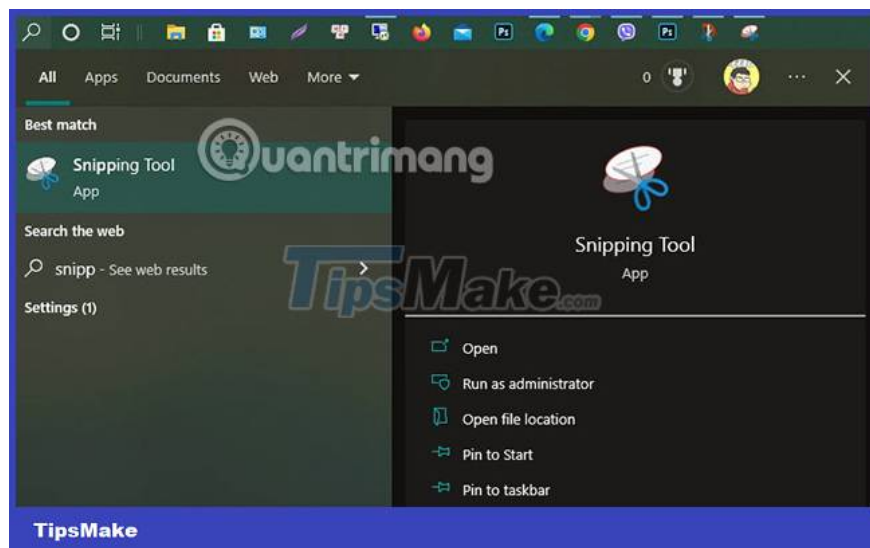 Ps
Ps
All Apps Documents Web More
0
Best match
Snipping Tool
App
Quantrimang
Search the web
snipp - See web results
Settings (1)
TipsMake.com
Snipping Tool
App
Open
Run as administrator
Open file location
Pin to Start
Pin to taskbar
TipsMake